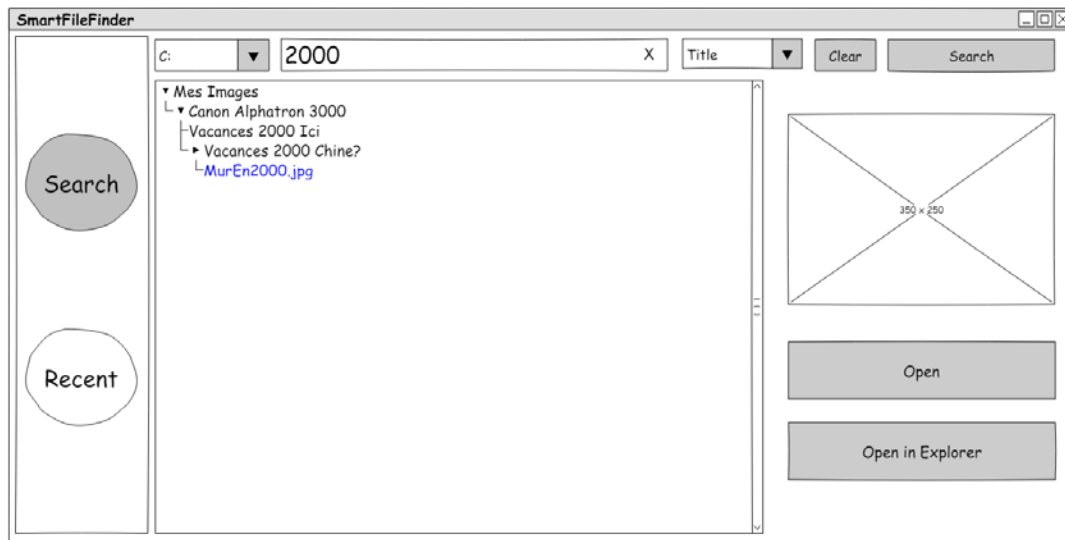 SmartFileFinder
C:
2000
X
Title
Clear
Search
Search
Recent
Mes Images
Canon Alphatron 3000
Vacances 2000 Ici
Vacances 2000 Chine?
MurEn2000.jpg
350 x 250
Open
Open in Explorer